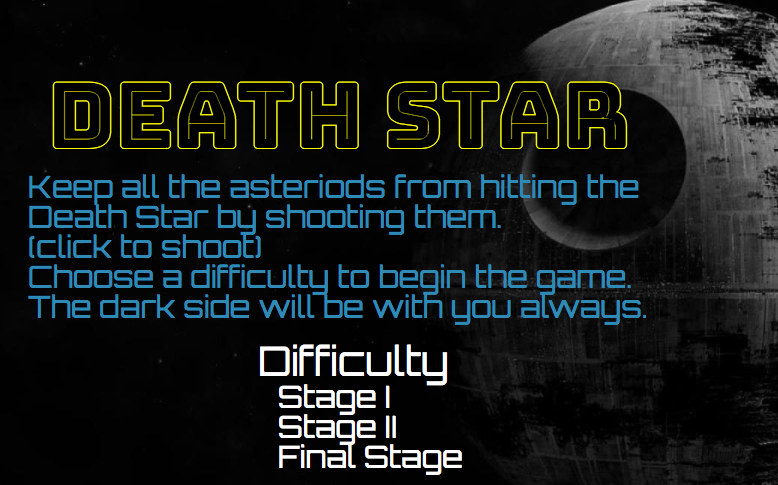 DEATH STAR
Keep all the asteriods from hitting the
Death Star by shooting them.
(click to shoot)
Choose a difficulty to begin the game.
The dark side will be with you always.
Difficulty
Stage I
Stage II
Final Stage